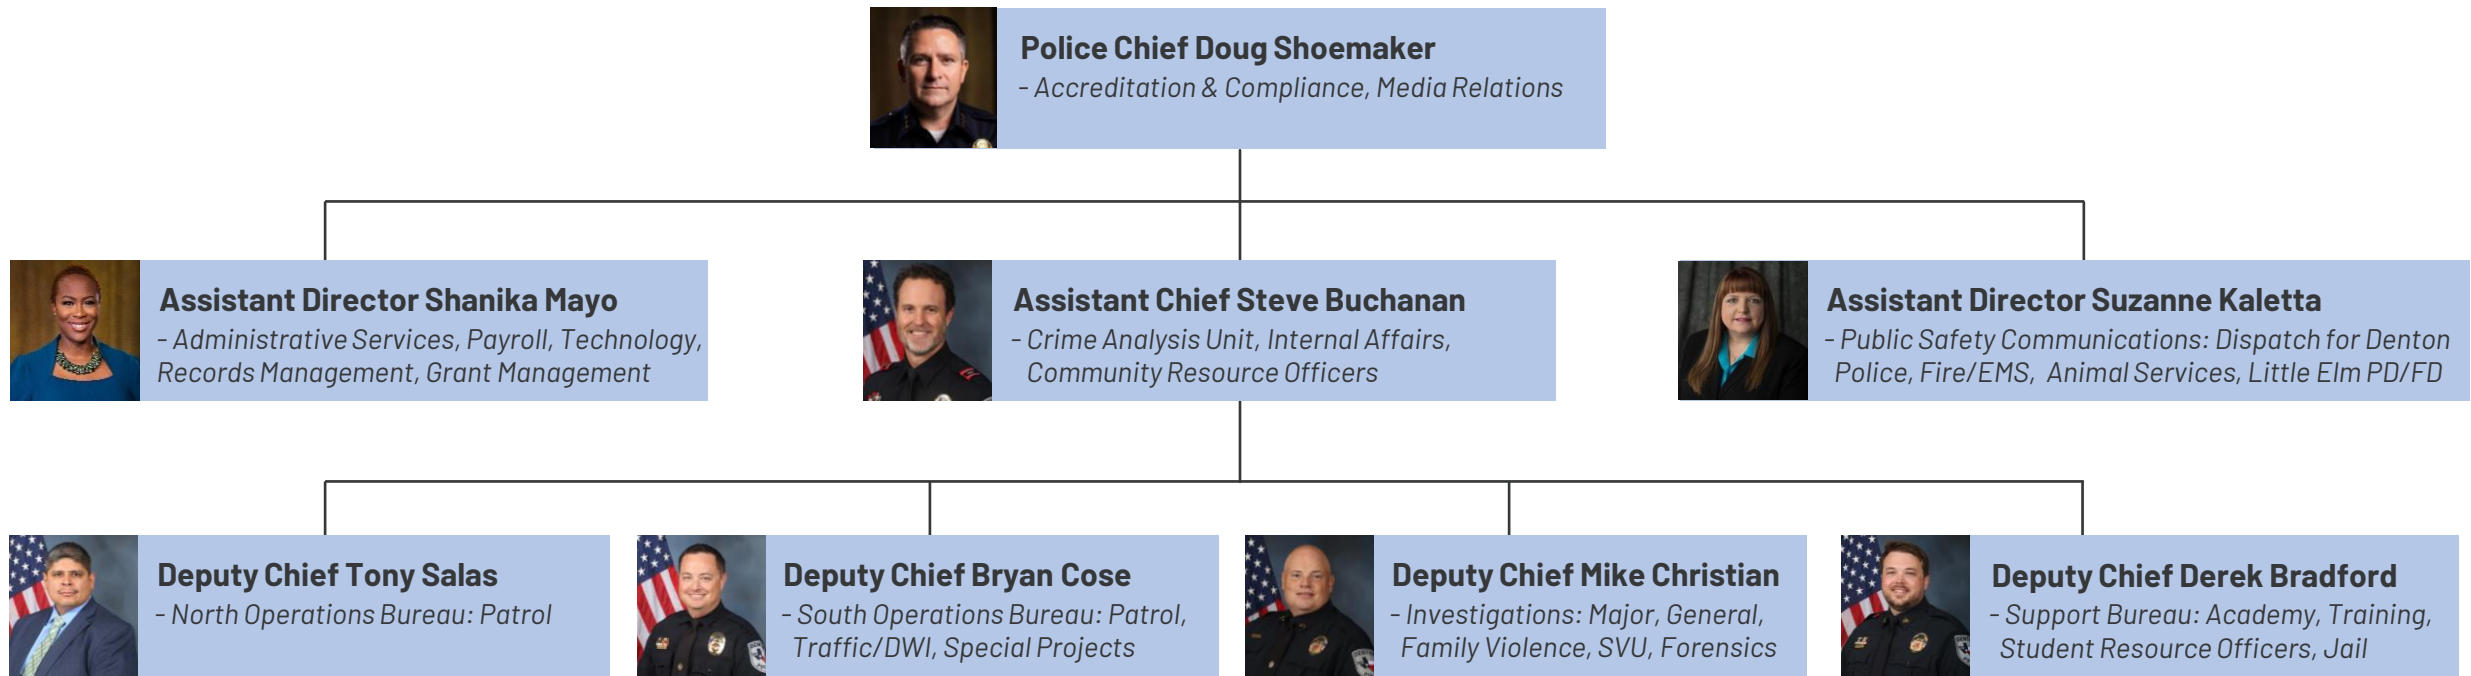 Police Chief Doug Shoemaker
- Accreditation & Compliance, Media Relations
Assistant Director Shanika Mayo
- Administrative Services, Payroll, Technology,
Records Management, Grant Management
Assistant Chief Steve Buchanan
- Crime Analysis Unit, Internal Affairs,
Community Resource Officers
Assistant Director Suzanne Kaletta
- Public Safety Communications: Dispatch for Denton
Police, Fire/EMS, Animal Services, Little Elm PD/FD
Deputy Chief Tony Salas
- North Operations Bureau: Patrol
Deputy Chief Bryan Cose
- South Operations Bureau: Patrol,
Traffic/DWI, Special Projects
Deputy Chief Mike Christian
- Investigations: Major, General,
Family Violence, SVU, Forensics
Deputy Chief Derek Bradford
- Support Bureau: Academy, Training,
Student Resource Officers, Jail